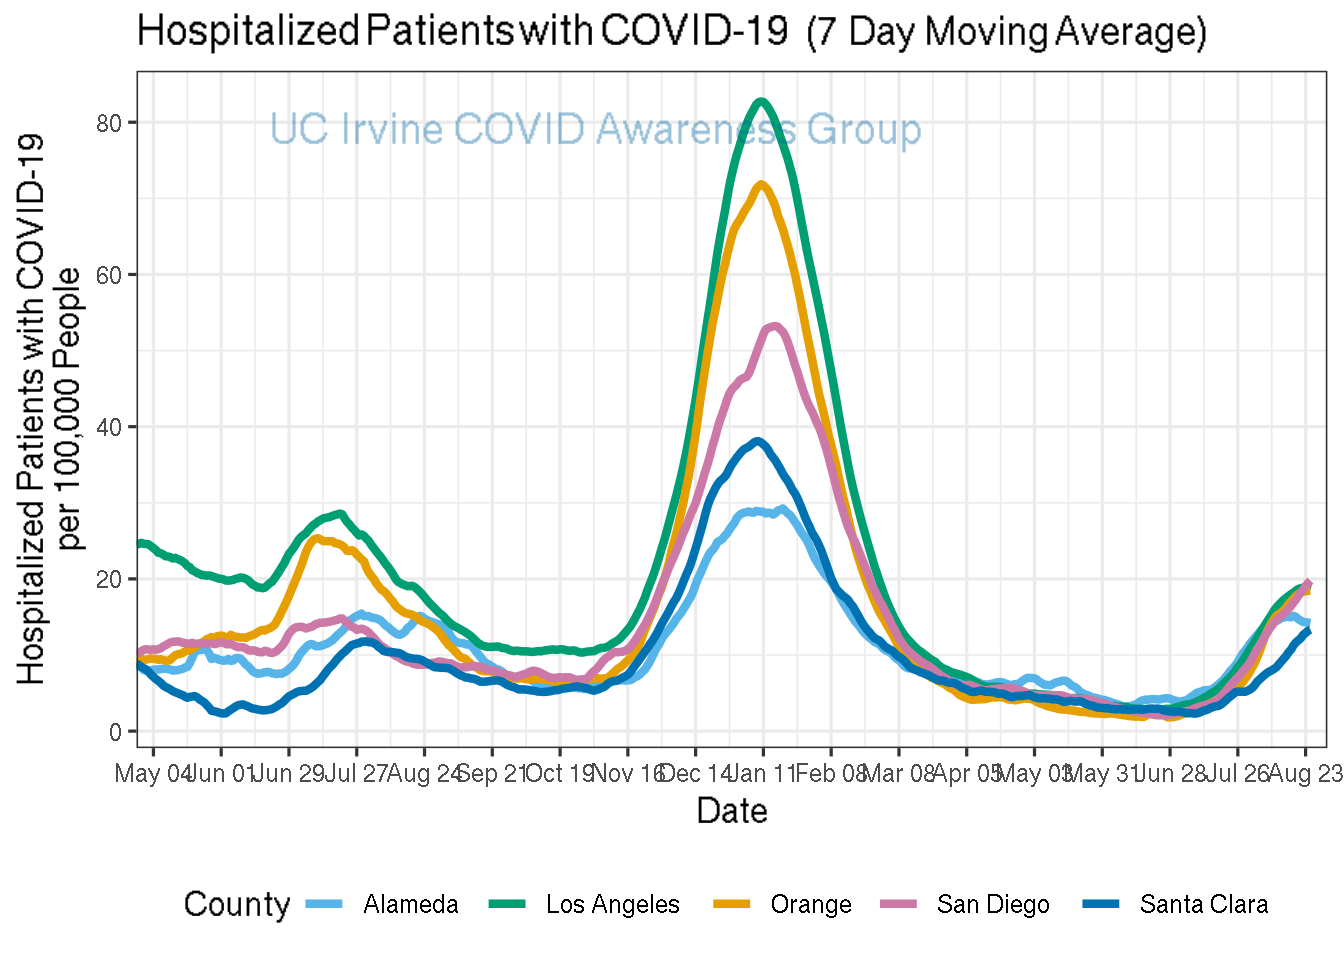 Hospitalized Patients with COVID-19 (7 Day Moving Average)
UC Irvine COVID Awareness Group
Hospitalized Patients with COVID-19
per 100,000 People
80
60
40
20
0
May 04 Jun 01 Jun 29 Jul 27 Aug 24 Sep 21 Oct 19 Nov 16 Dec 14 Jan 11 Feb 08 Mar 08 Apr 05 May 03 May 31 Jun 28 Jul 26 Aug 23
Date
County Alameda Los Angeles Orange San Diego Santa Clara